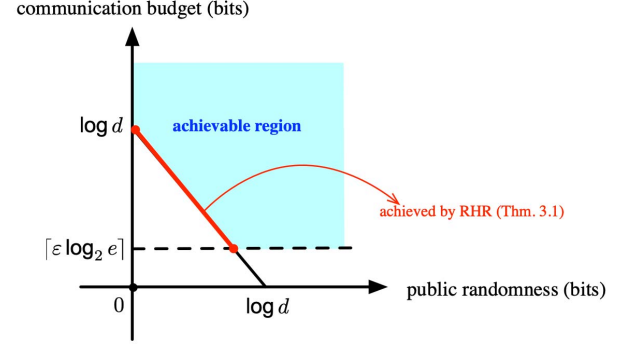 communication budget (bits)
log d
achievable region
achieved by RHR (Thm. 3.1)
⌈ε log₂ e⌉
public randomness (bits)
0
log d